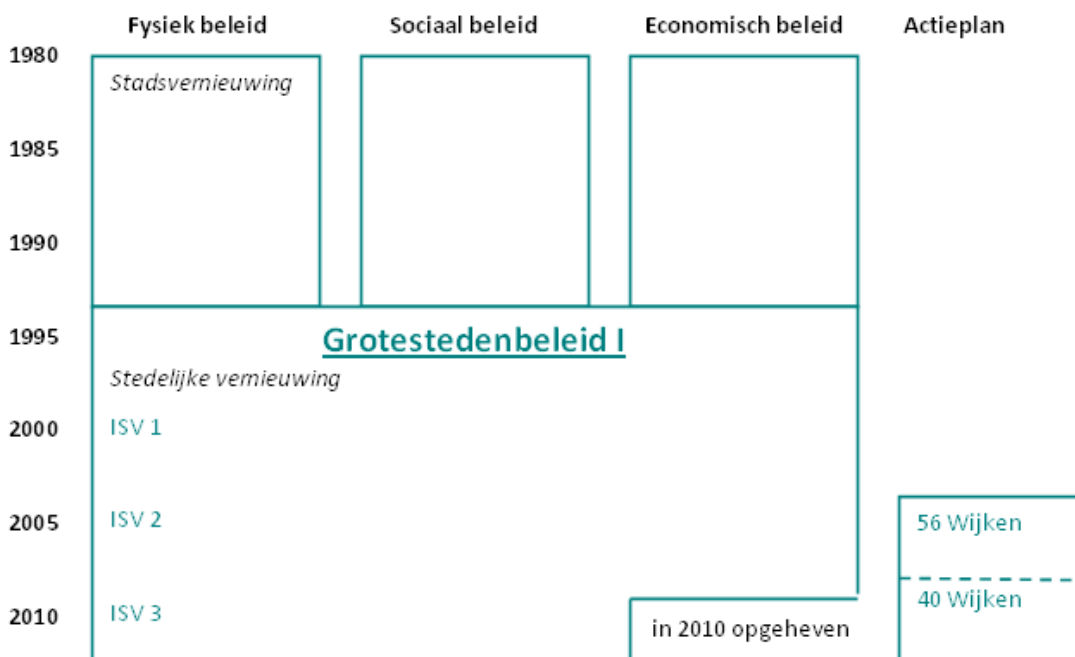 Fysiek beleid Sociaal beleid Economisch beleid Actieplan
1980
Stadsvernieuwing
1985
1990
1995 Grotestedenbeleid I
Stedelijke vernieuwing
2000 ISV 1
2005 ISV 2 56 Wijken
40 Wijken
2010 ISV 3 in 2010 opgeheven